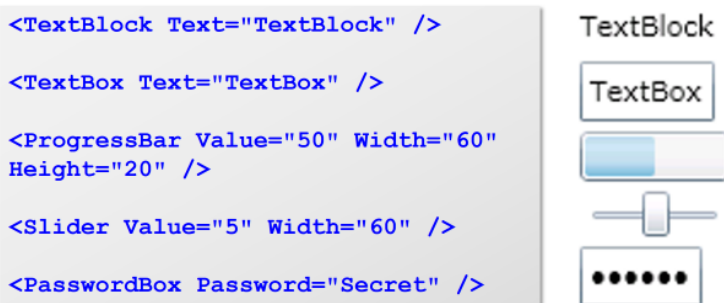 <TextBlock Text="TextBlock" />
<TextBox Text="TextBox" />
<ProgressBar Value="50" Width="60"
Height="20" />
<Slider Value="5" Width="60" />
<PasswordBox Password="Secret" />
TextBlock
TextBox
●●●●●●